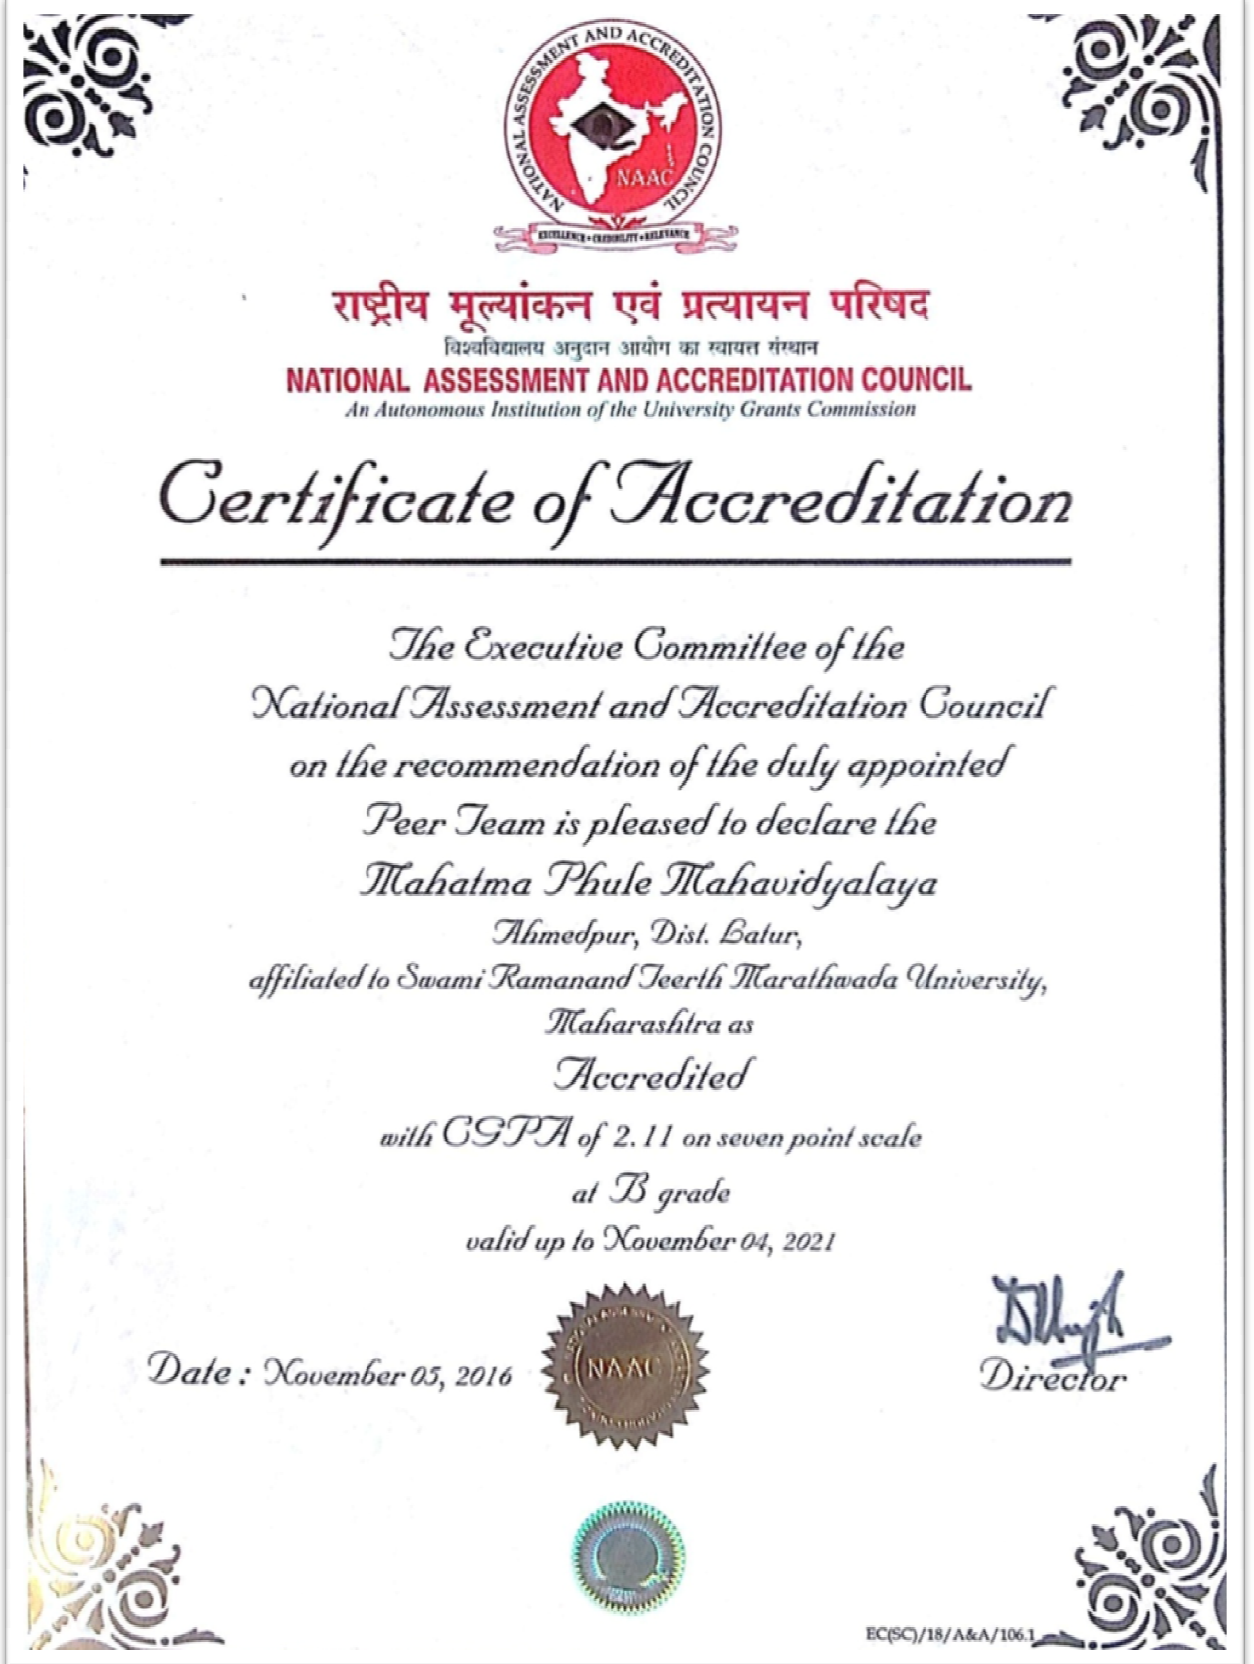 NATIONAL ASSESSMENT AND ACCREDITATION COUNCIL
NAAC
EXCELLENCE • CREDIBILITY • RELEVANCE
राष्ट्रीय मूल्यांकन एवं प्रत्यायन परिषद
विश्वविद्यालय अनुदान आयोग का स्वायत्त संस्थान
NATIONAL ASSESSMENT AND ACCREDITATION COUNCIL
An Autonomous Institution of the University Grants Commission
Certificate of Accreditation
The Executive Committee of the
National Assessment and Accreditation Council
on the recommendation of the duly appointed
Peer Team is pleased to declare the
Mahatma Phule Mahavidyalaya
Ahmedpur, Dist. Latur,
affiliated to Swami Ramanand Teerth Marathwada University,
Maharashtra as
Accredited
with CGPA of 2.11 on seven point scale
at B grade
valid up to November 04, 2021
Date : November 05, 2016
NAAC
Director
EC(SC)/18/A&A/106.1